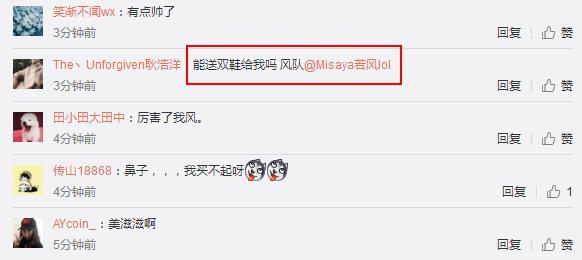 笑渐不闻wx：有点帅了
3分钟前
回复 赞
The丶Unforgiven耿浩洋：能送双鞋给我吗 风队@Misaya若风lol
3分钟前
回复 赞
田小田大田中：厉害了我风。
4分钟前
回复 赞
传山18868：鼻子，，，我买不起呀
4分钟前
回复 1
AYcoin_：美滋滋啊
5分钟前
回复 赞